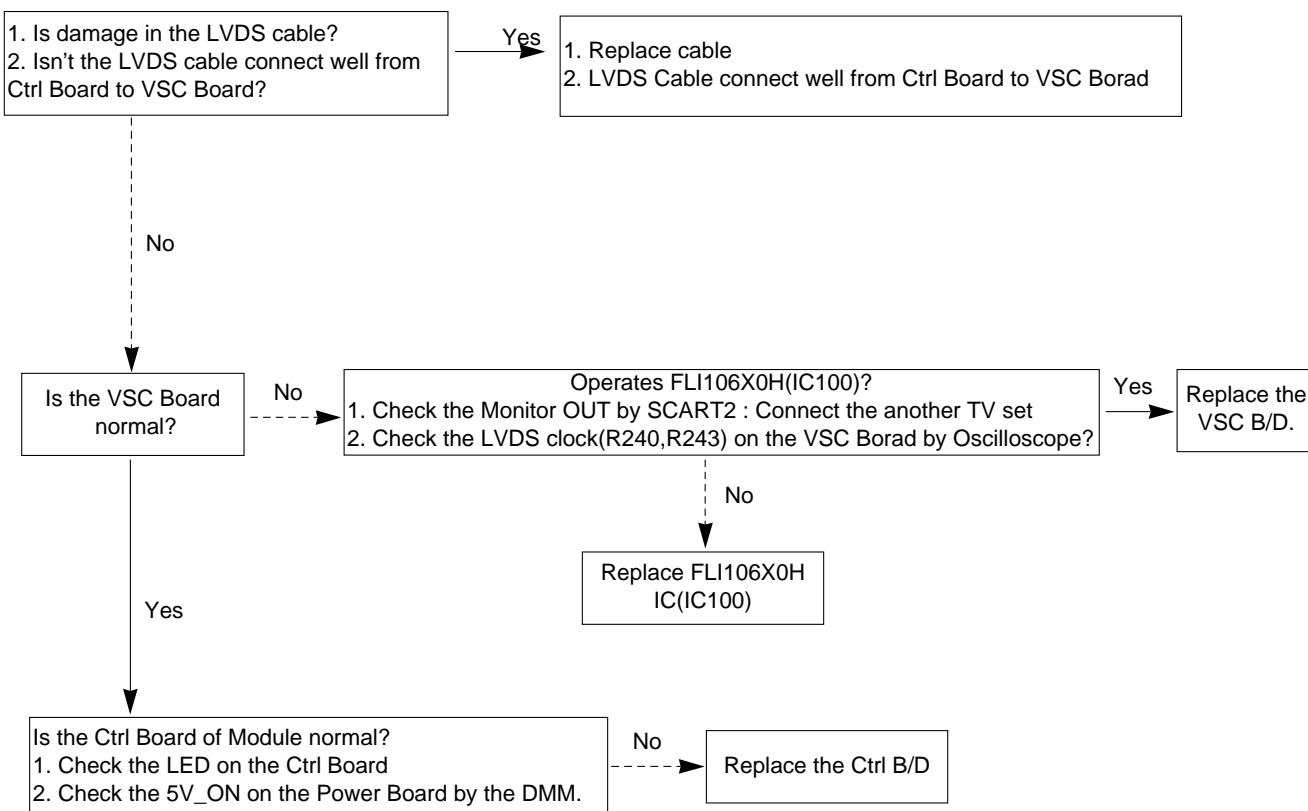 1. Is damage in the LVDS cable?
2. Isn't the LVDS cable connect well from
Ctrl Board to VSC Board?
Yes
1. Replace cable
2. LVDS Cable connect well from Ctrl Board to VSC Borad
No
Is the VSC Board
normal?
No
Operates FLI106X0H(IC100)?
1. Check the Monitor OUT by SCART2 : Connect the another TV set
2. Check the LVDS clock(R240,R243) on the VSC Borad by Oscilloscope?
Yes
Replace the
VSC B/D.
No
Replace FLI106X0H
IC(IC100)
Yes
Is the Ctrl Board of Module normal?
1. Check the LED on the Ctrl Board
2. Check the 5V_ON on the Power Board by the DMM.
No
Replace the Ctrl B/D